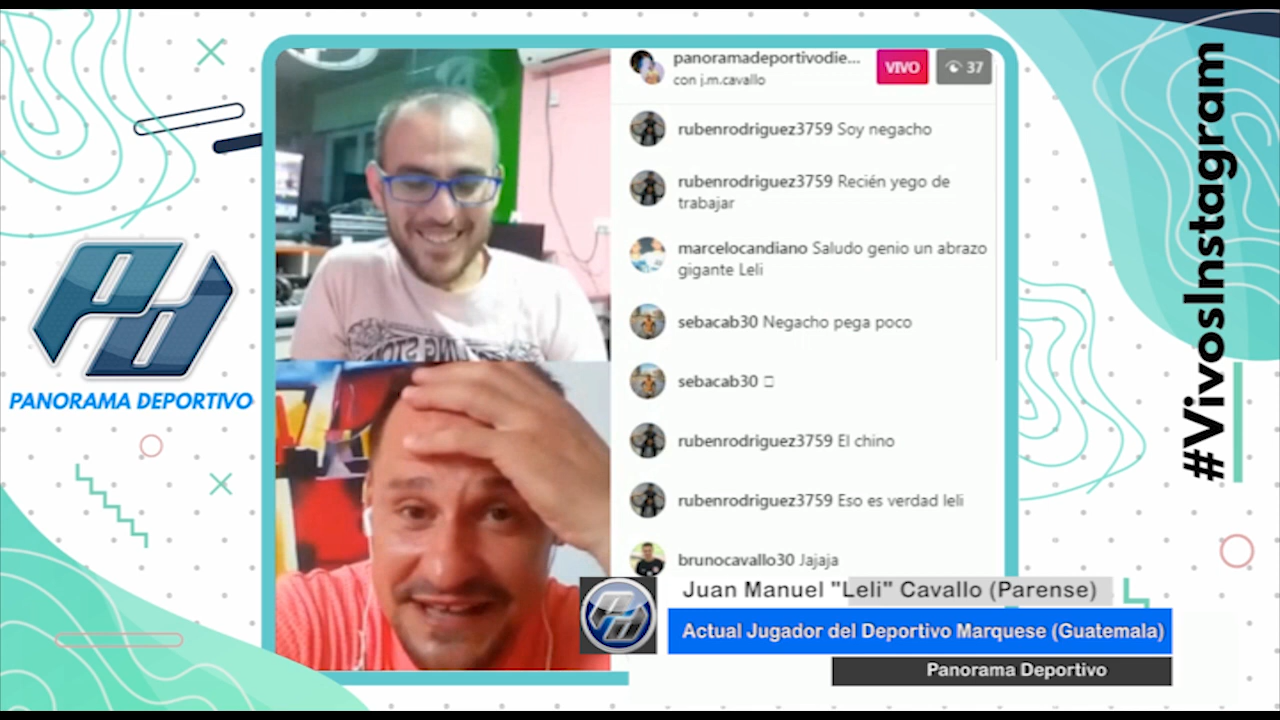 panoramadeportivodie...
con j.m.cavallo
VIVO
37
rubenrodriguez3759 Soy negacho
rubenrodriguez3759 Recién yego de
trabajar
marcelocandiano Saludo genio un abrazo
gigante Leli
sebacab30 Negacho pega poco
sebacab30
rubenrodriguez3759 El chino
rubenrodriguez3759 Eso es verdad leli
brunocavallo30 Jajaja
PD
PANORAMA DEPORTIVO
#VivosInstagram
PD
Juan Manuel "Leli" Cavallo (Parense)
Actual Jugador del Deportivo Marquese (Guatemala)
Panorama Deportivo